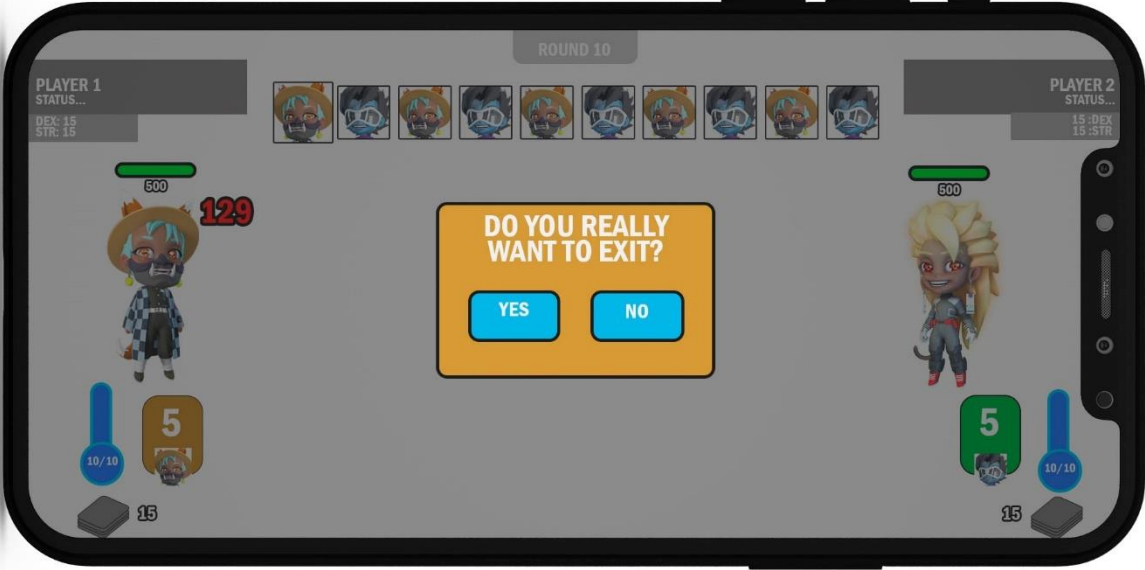 ROUND 10
PLAYER 1
STATUS...
DEX: 15
STR: 15
PLAYER 2
STATUS...
15 :DEX
15 :STR
500
129
500
DO YOU REALLY
WANT TO EXIT?
YES
NO
5
10/10
15
5
10/10
15